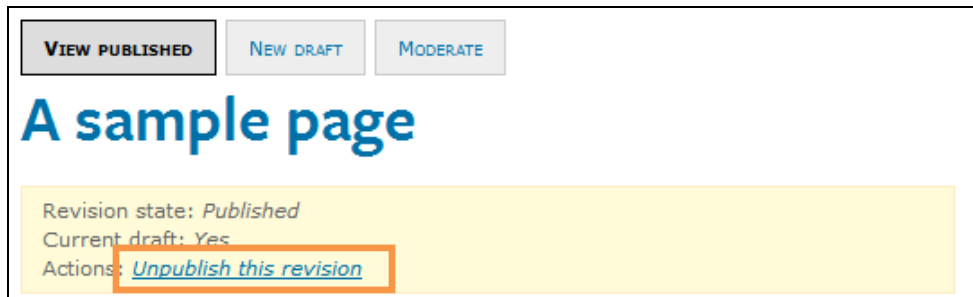 VIEW PUBLISHED NEW DRAFT MODERATE
A sample page
Revision state: Published
Current draft: Yes
Actions: Unpublish this revision